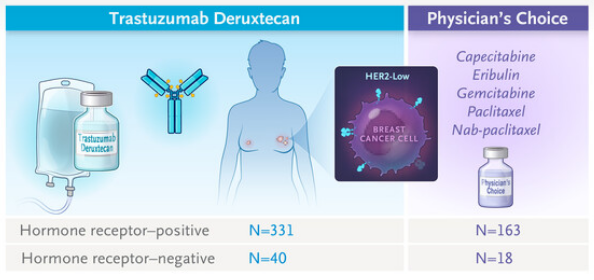 Trastuzumab Deruxtecan
Physician's Choice
Trastuzumab
Deruxtecan
HER2-Low
BREAST
CANCER CELL
Capecitabine
Eribulin
Gemcitabine
Paclitaxel
Nab-paclitaxel
Physician's
Choice
Hormone receptor–positive N=331 N=163
Hormone receptor–negative N=40 N=18